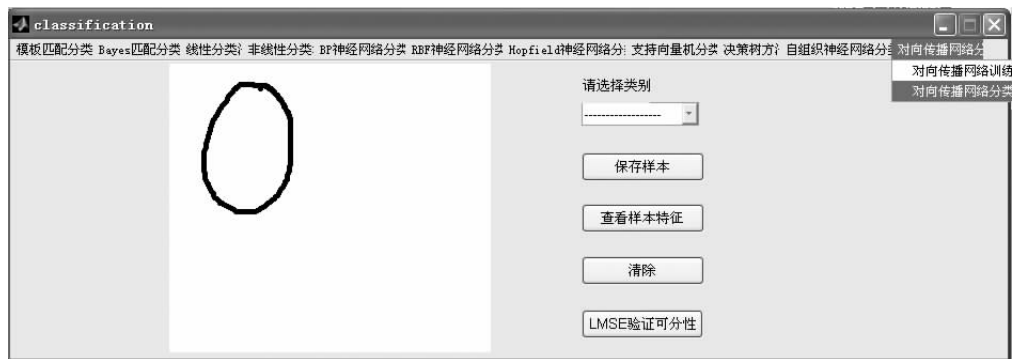 classification
模板匹配分类 Bayes匹配分类 线性分类 非线性分类 BP神经网络分类 RBF神经网络分类 Hopfield神经网络分 支持向量机分类 决策树方 自组织神经网络分 对向传播网络分
对向传播网络训练
对向传播网络分类
请选择类别
-----------------
保存样本
查看样本特征
清除
LMSE验证可分性